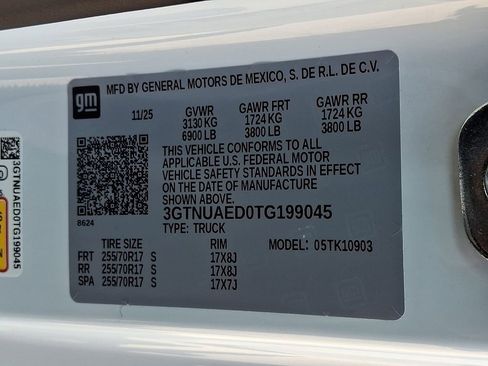 MFD BY GENERAL MOTORS DE MEXICO, S. DE R.L. DE C.V.
gm
11/25 GVWR GAWR FRT GAWR RR
3130 KG 1724 KG 1724 KG
6900 LB 3800 LB 3800 LB
THIS VEHICLE CONFORMS TO ALL
APPLICABLE U.S. FEDERAL MOTOR
VEHICLE SAFETY STANDARDS IN
EFFECT ON THE DATE OF
MANUFACTURE SHOWN ABOVE.
3GTNUAED0TG199045
8624
TYPE: TRUCK
TIRE SIZE RIM MODEL: 05TK10903
FRT 255/70R17 S 17X8J
RR 255/70R17 S 17X8J
SPA 255/70R17 S 17X7J
3GTNUAED0TG199045